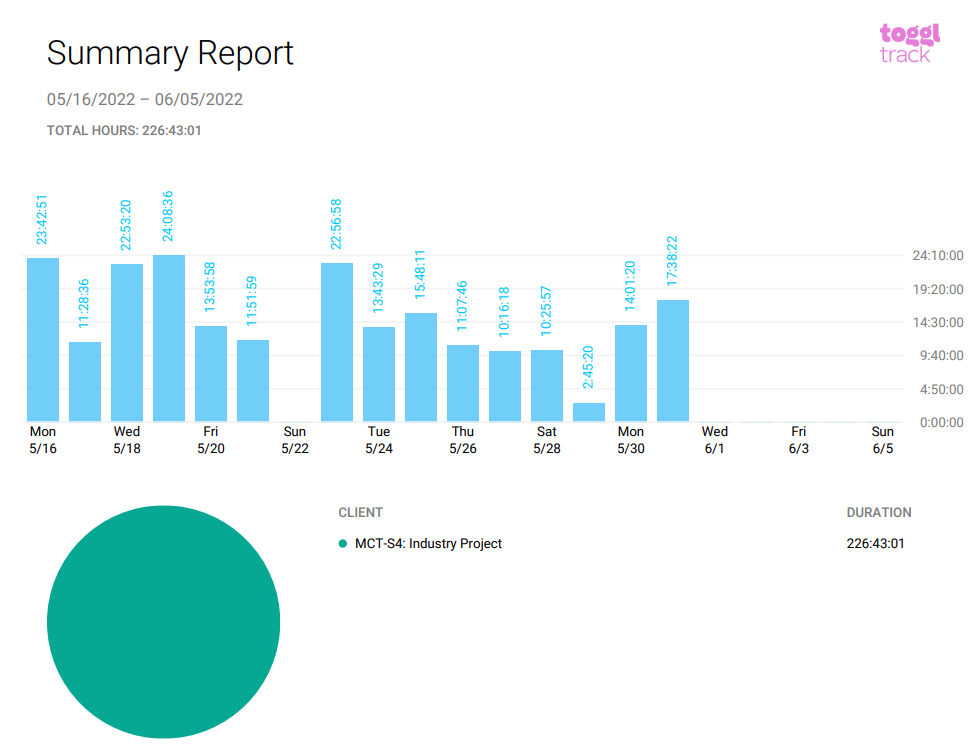 toggl
track
Summary Report
05/16/2022 – 06/05/2022
TOTAL HOURS: 226:43:01
23:42:51
11:28:36
22:53:20
24:08:36
13:53:58
11:51:59
22:56:58
13:43:29
15:48:11
11:07:46
10:16:18
10:25:57
2:45:20
14:01:20
17:38:22
24:10:00
19:20:00
14:30:00
9:40:00
4:50:00
0:00:00
Mon Wed Fri Sun Tue Thu Sat Mon Wed Fri Sun
5/16 5/18 5/20 5/22 5/24 5/26 5/28 5/30 6/1 6/3 6/5
CLIENT DURATION
MCT-S4: Industry Project 226:43:01